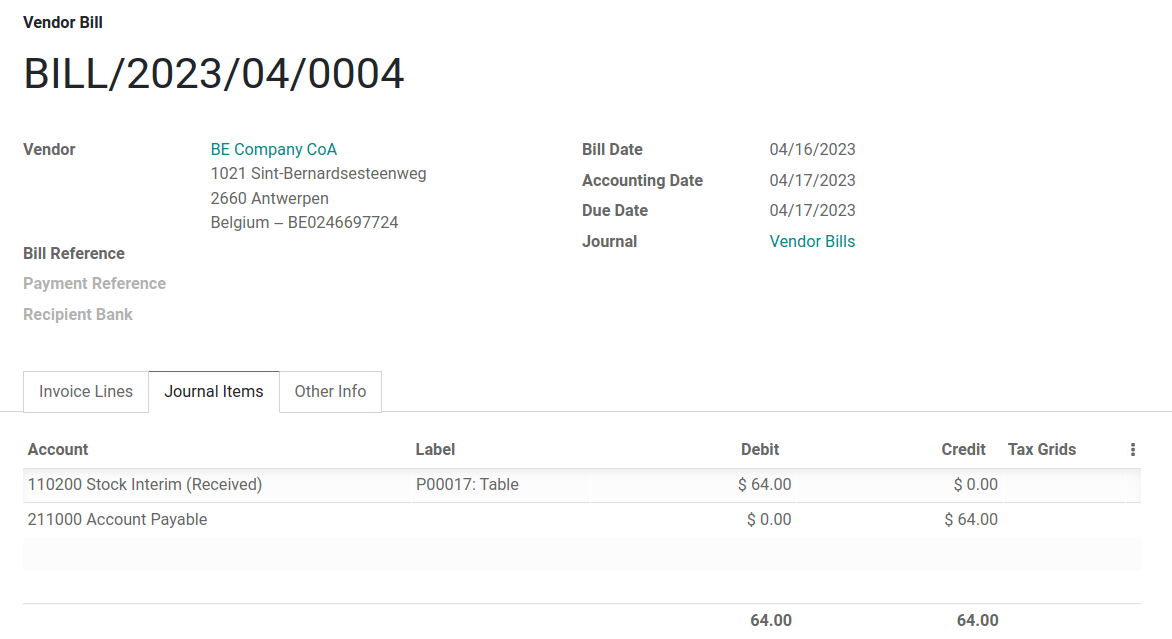 Vendor Bill
BILL/2023/04/0004
Vendor BE Company CoA Bill Date 04/16/2023
1021 Sint-Bernardsesteenweg Accounting Date 04/17/2023
2660 Antwerpen Due Date 04/17/2023
Belgium – BE0246697724 Journal Vendor Bills
Bill Reference
Payment Reference
Recipient Bank
Invoice Lines Journal Items Other Info
Account Label Debit Credit Tax Grids
110200 Stock Interim (Received) P00017: Table $ 64.00 $ 0.00
211000 Account Payable $ 0.00 $ 64.00
64.00 64.00